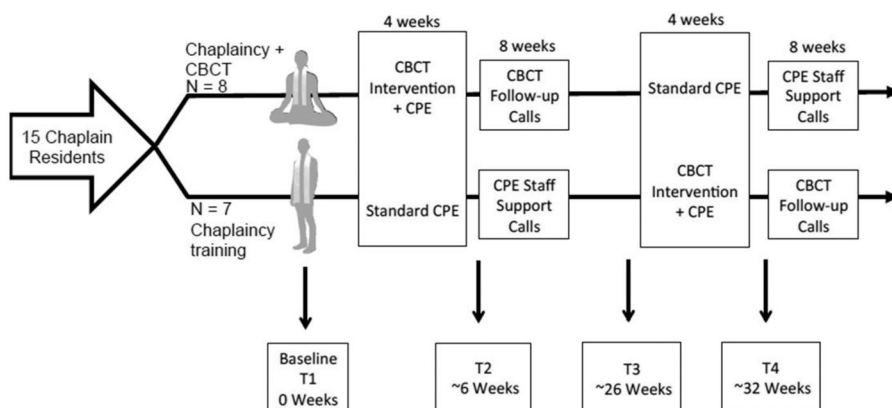 4 weeks
8 weeks
4 weeks
8 weeks
Chaplaincy +
CBCT
N = 8
CBCT
Intervention
+ CPE
CBCT
Follow-up
Calls
Standard CPE
CPE Staff
Support
Calls
15 Chaplain
Residents
N = 7
Chaplaincy
training
Standard CPE
CPE Staff
Support
Calls
CBCT
Intervention
+ CPE
CBCT
Follow-up
Calls
Baseline
T1
0 Weeks
T2
~6 Weeks
T3
~26 Weeks
T4
~32 Weeks